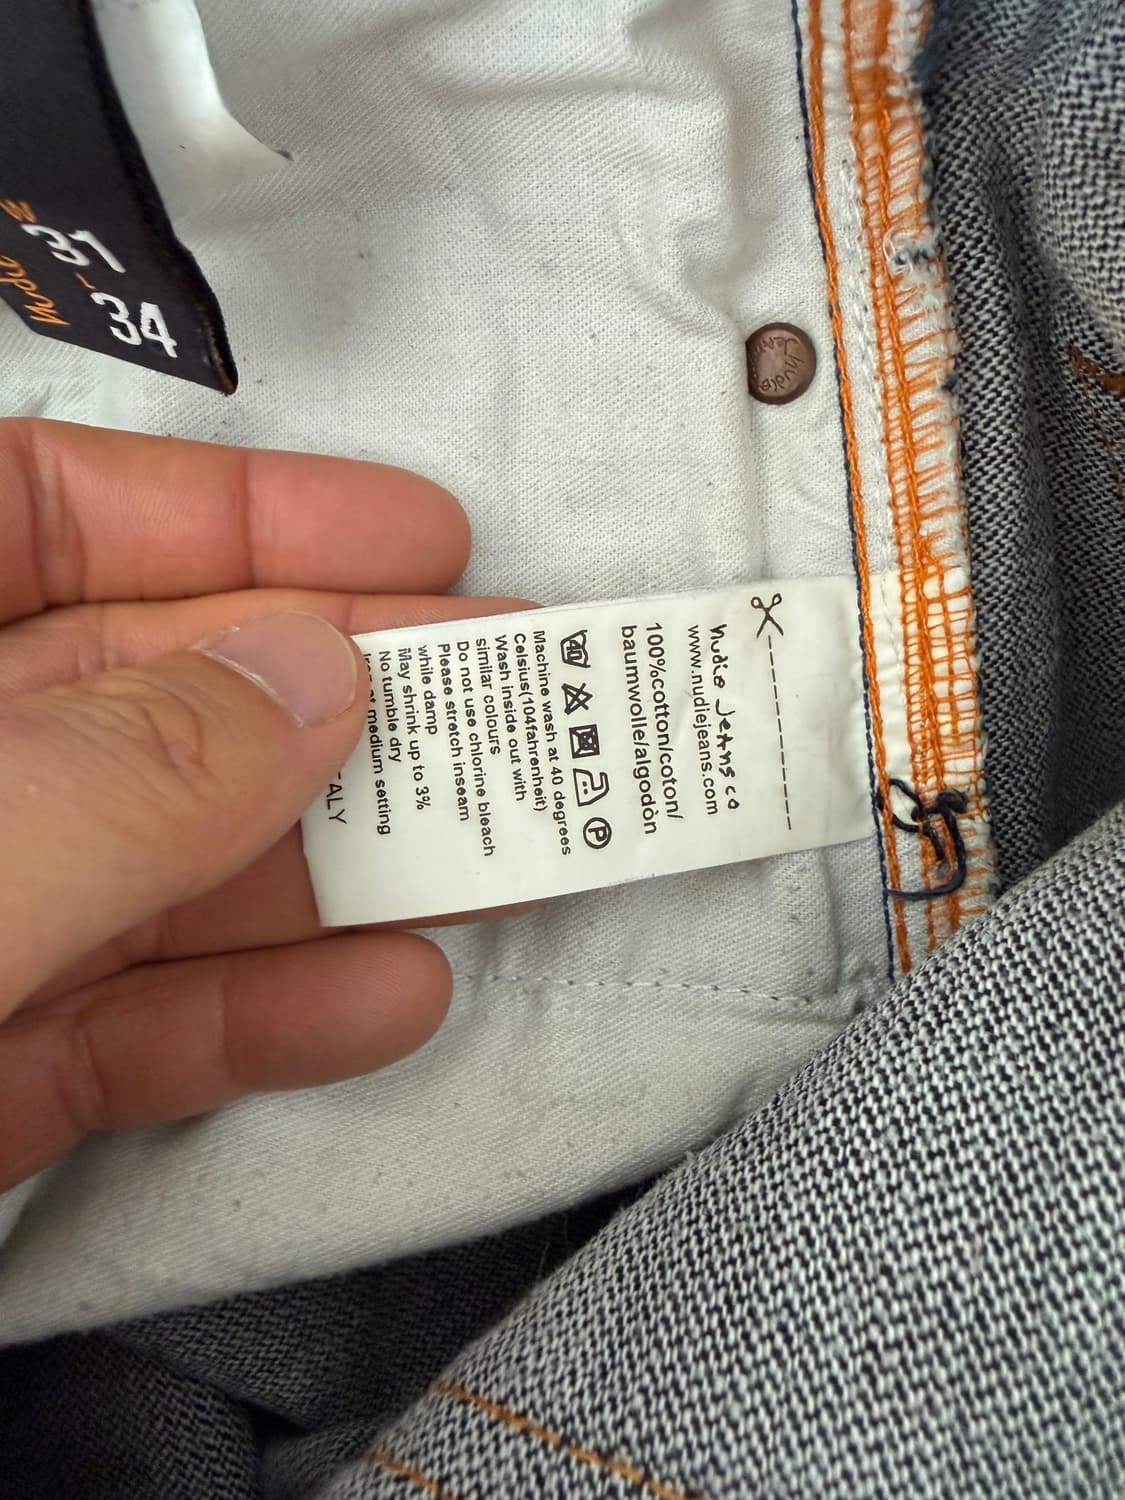 W
31
L
34
Nudie
Nudie Jeans co
www.nudiejeans.com
100%cotton/coton/
baumwolle/algodòn
40
P
Machine wash at 40 degrees
Celsius(104fahrenheit)
Wash inside out with
similar colours
Do not use chlorine bleach
Please stretch inseam
while damp
May shrink up to 3%
No tumble dry
medium setting